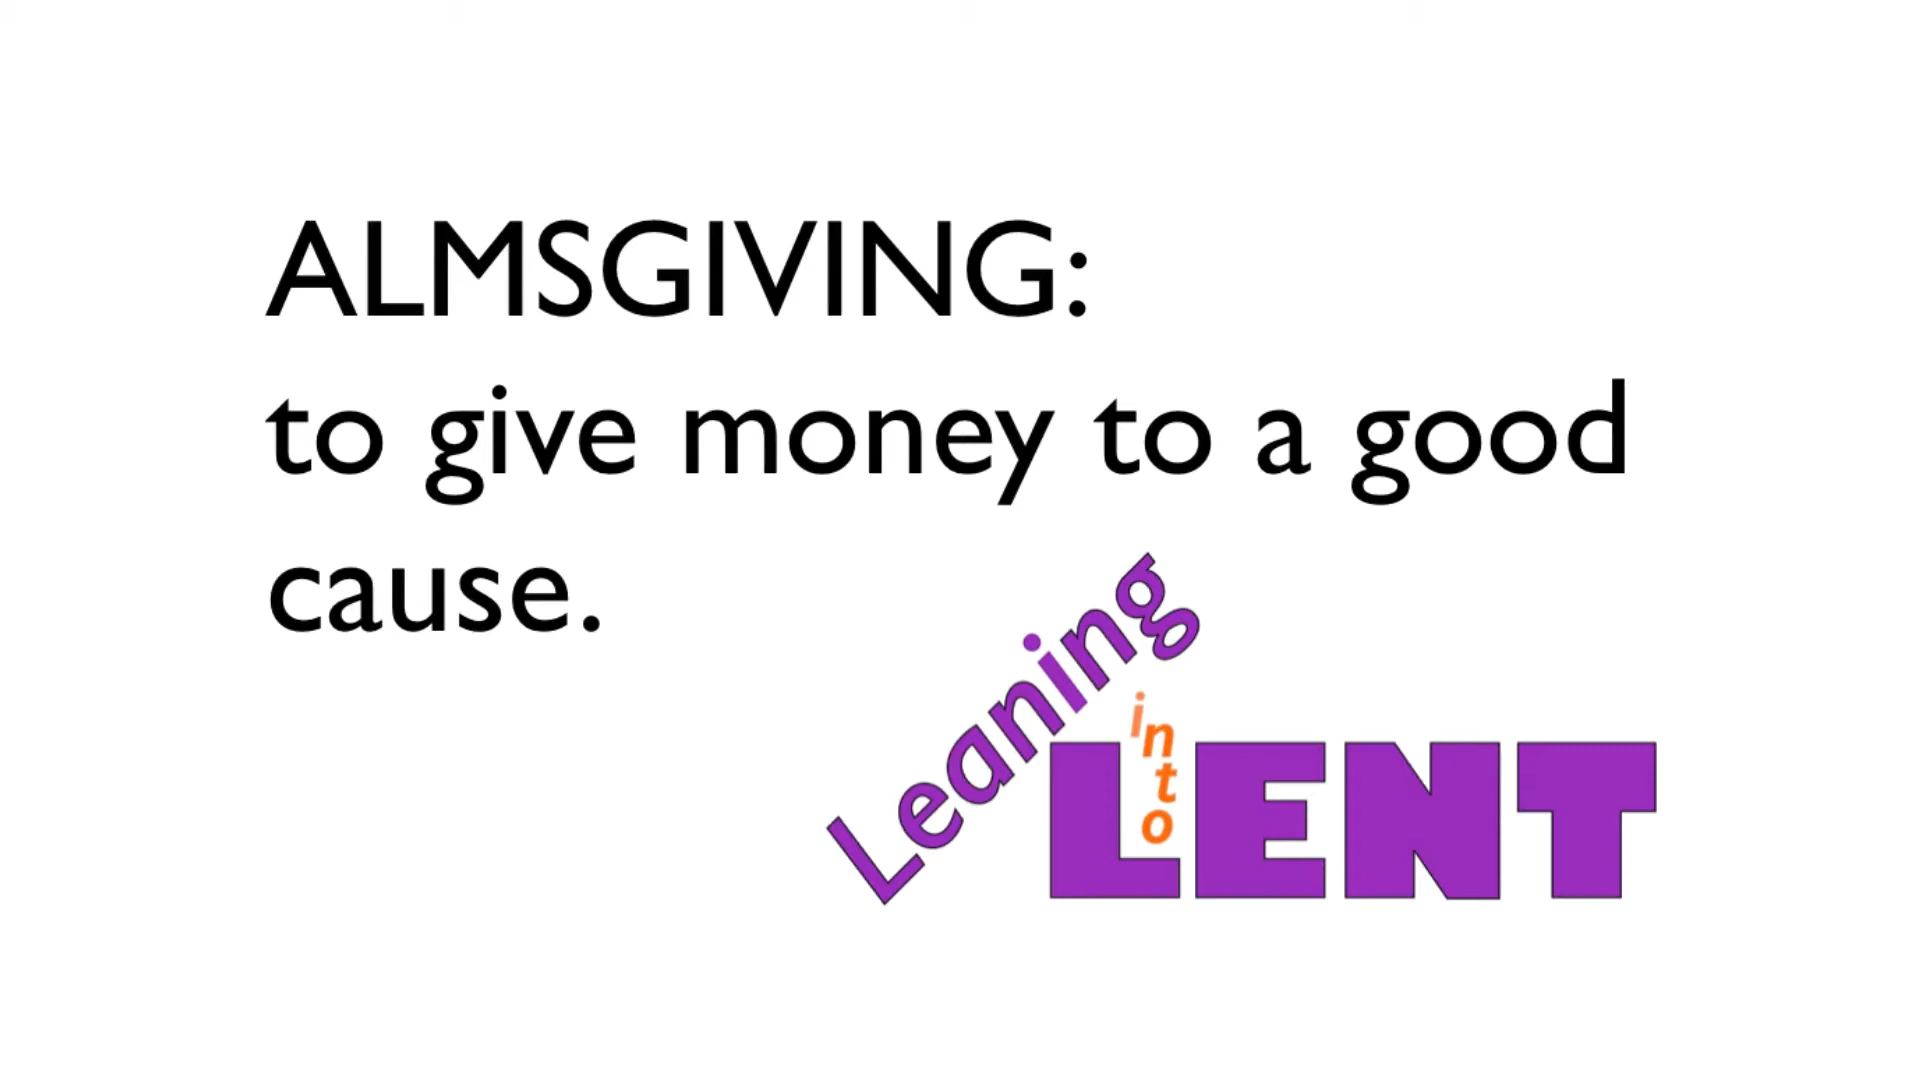 ALMSGIVING:
to give money to a good
cause.
Leaning
into
LENT